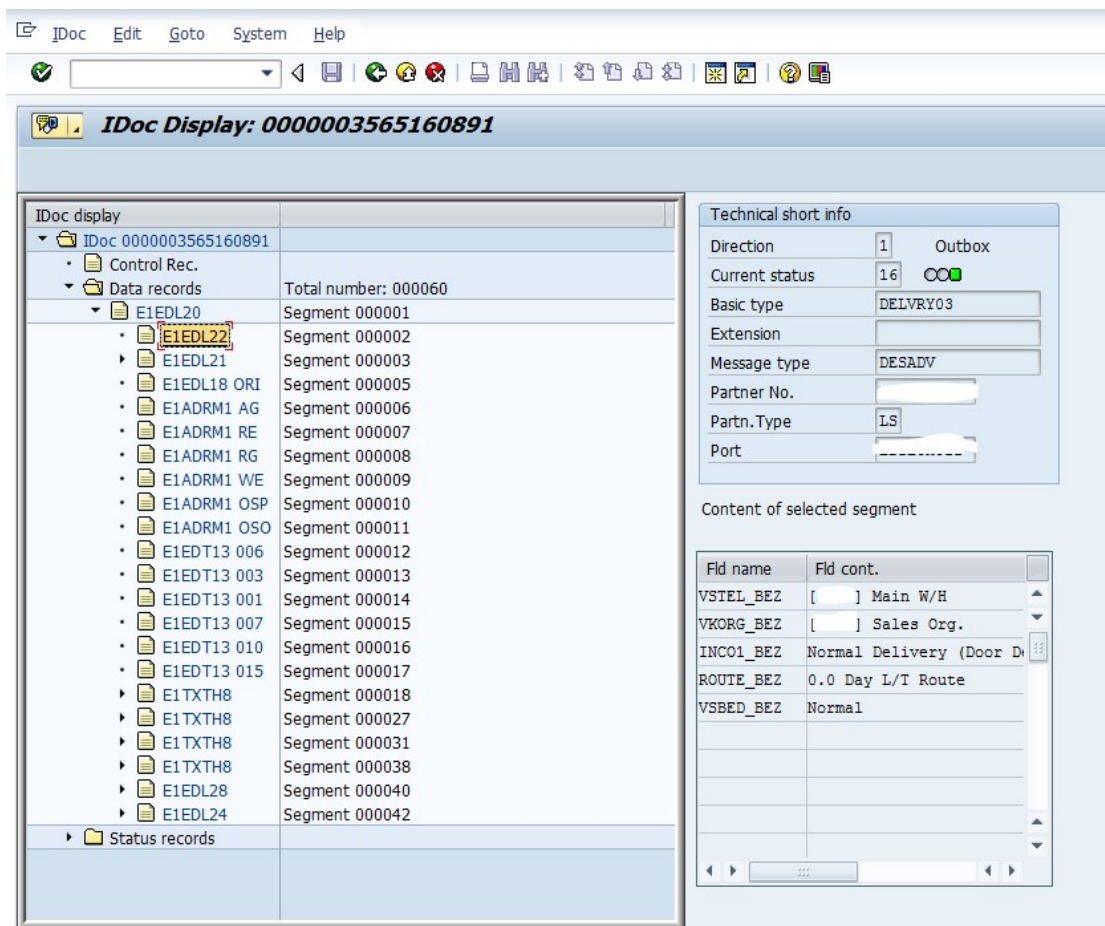 IDoc Edit Goto System Help
IDoc Display: 0000003565160891
IDoc display
IDoc 0000003565160891
Control Rec.
Data records Total number: 000060
E1EDL20 Segment 000001
E1EDL22 Segment 000002
E1EDL21 Segment 000003
E1EDL18 ORI Segment 000005
E1ADRM1 AG Segment 000006
E1ADRM1 RE Segment 000007
E1ADRM1 RG Segment 000008
E1ADRM1 WE Segment 000009
E1ADRM1 OSP Segment 000010
E1ADRM1 OSO Segment 000011
E1EDT13 006 Segment 000012
E1EDT13 003 Segment 000013
E1EDT13 001 Segment 000014
E1EDT13 007 Segment 000015
E1EDT13 010 Segment 000016
E1EDT13 015 Segment 000017
E1TXTH8 Segment 000018
E1TXTH8 Segment 000027
E1TXTH8 Segment 000031
E1TXTH8 Segment 000038
E1EDL28 Segment 000040
E1EDL24 Segment 000042
Status records
Technical short info
Direction 1 Outbox
Current status 16
Basic type DELVRY03
Extension
Message type DESADV
Partner No.
Partn.Type LS
Port
Content of selected segment
Fld name Fld cont.
VSTEL_BEZ [ ] Main W/H
VKORG_BEZ [ ] Sales Org.
INCO1_BEZ Normal Delivery (Door
ROUTE_BEZ 0.0 Day L/T Route
VSBED_BEZ Normal